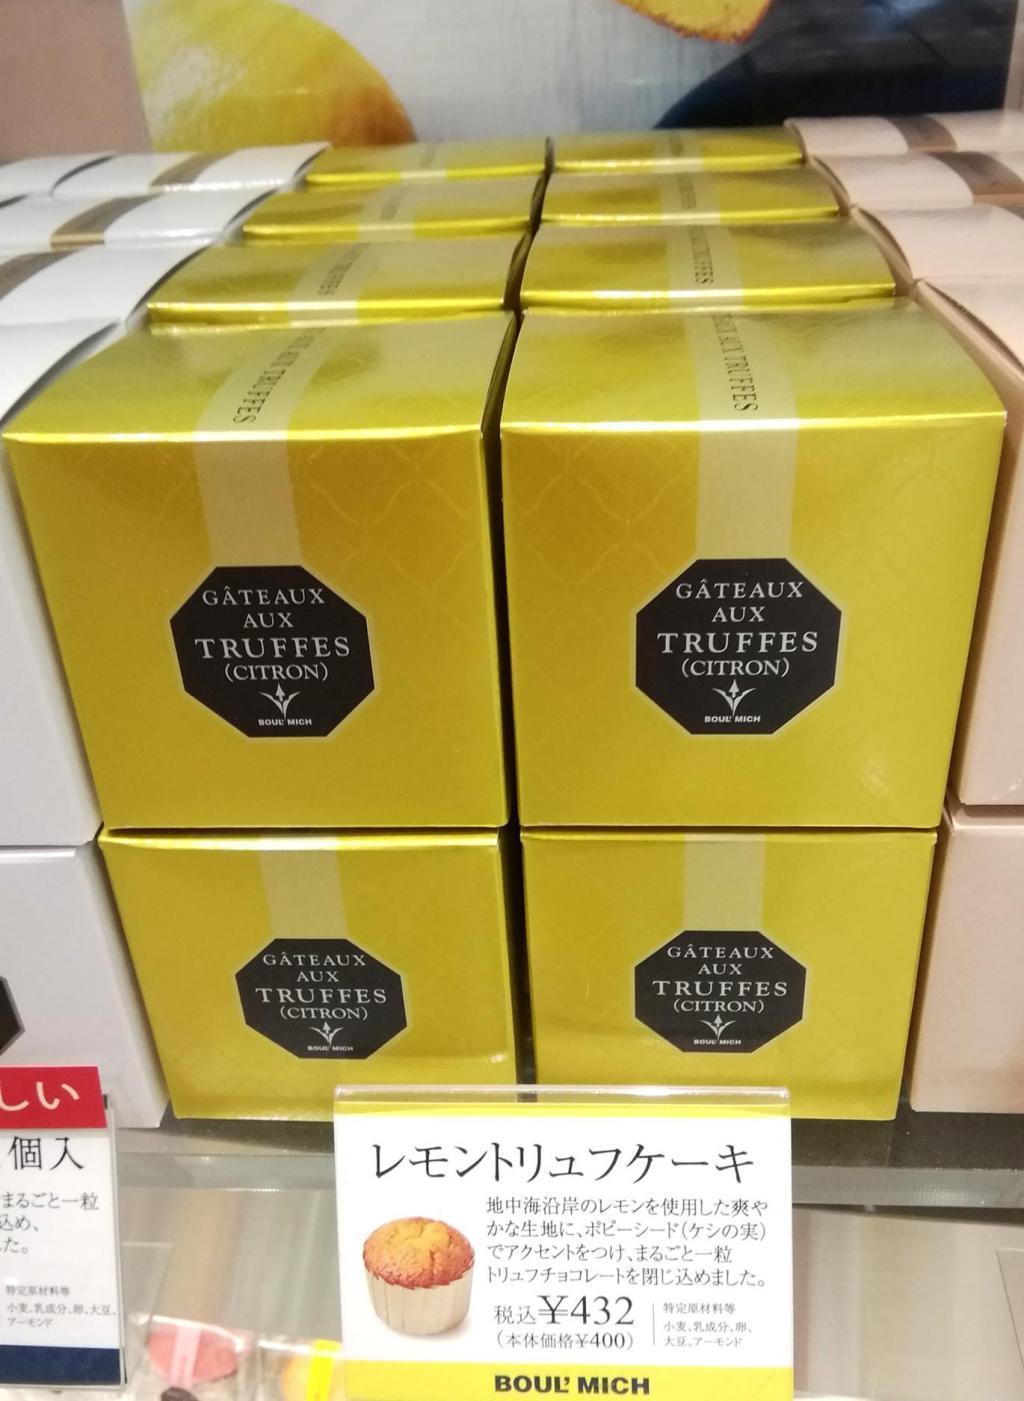 AUX TRUFFES
EAUX AUX TRUFFES
GÂTEAUX
AUX
TRUFFES
(CITRON)
BOUL' MICH
GÂTEAUX
AUX
TRUFFES
(CITRON)
BOUL' MICH
GÂTEAUX
AUX
TRUFFES
(CITRON)
BOUL' MICH
GÂTEAUX
AUX
TRUFFES
(CITRON)
BOUL' MICH
しい
個入
まるごと一粒
込め、
た。
特定原材料等
小麦、乳成分、卵、大豆、
アーモンド
レモントリュフケーキ
地中海沿岸のレモンを使用した爽や
かな生地に、ポピーシード(ケシの実)
でアクセントをつけ、まるごと一粒
トリュフチョコレートを閉じ込めました。
税込¥432
(本体価格¥400)
特定原材料等
小麦、乳成分、卵、
大豆、アーモンド
BOUL' MICH